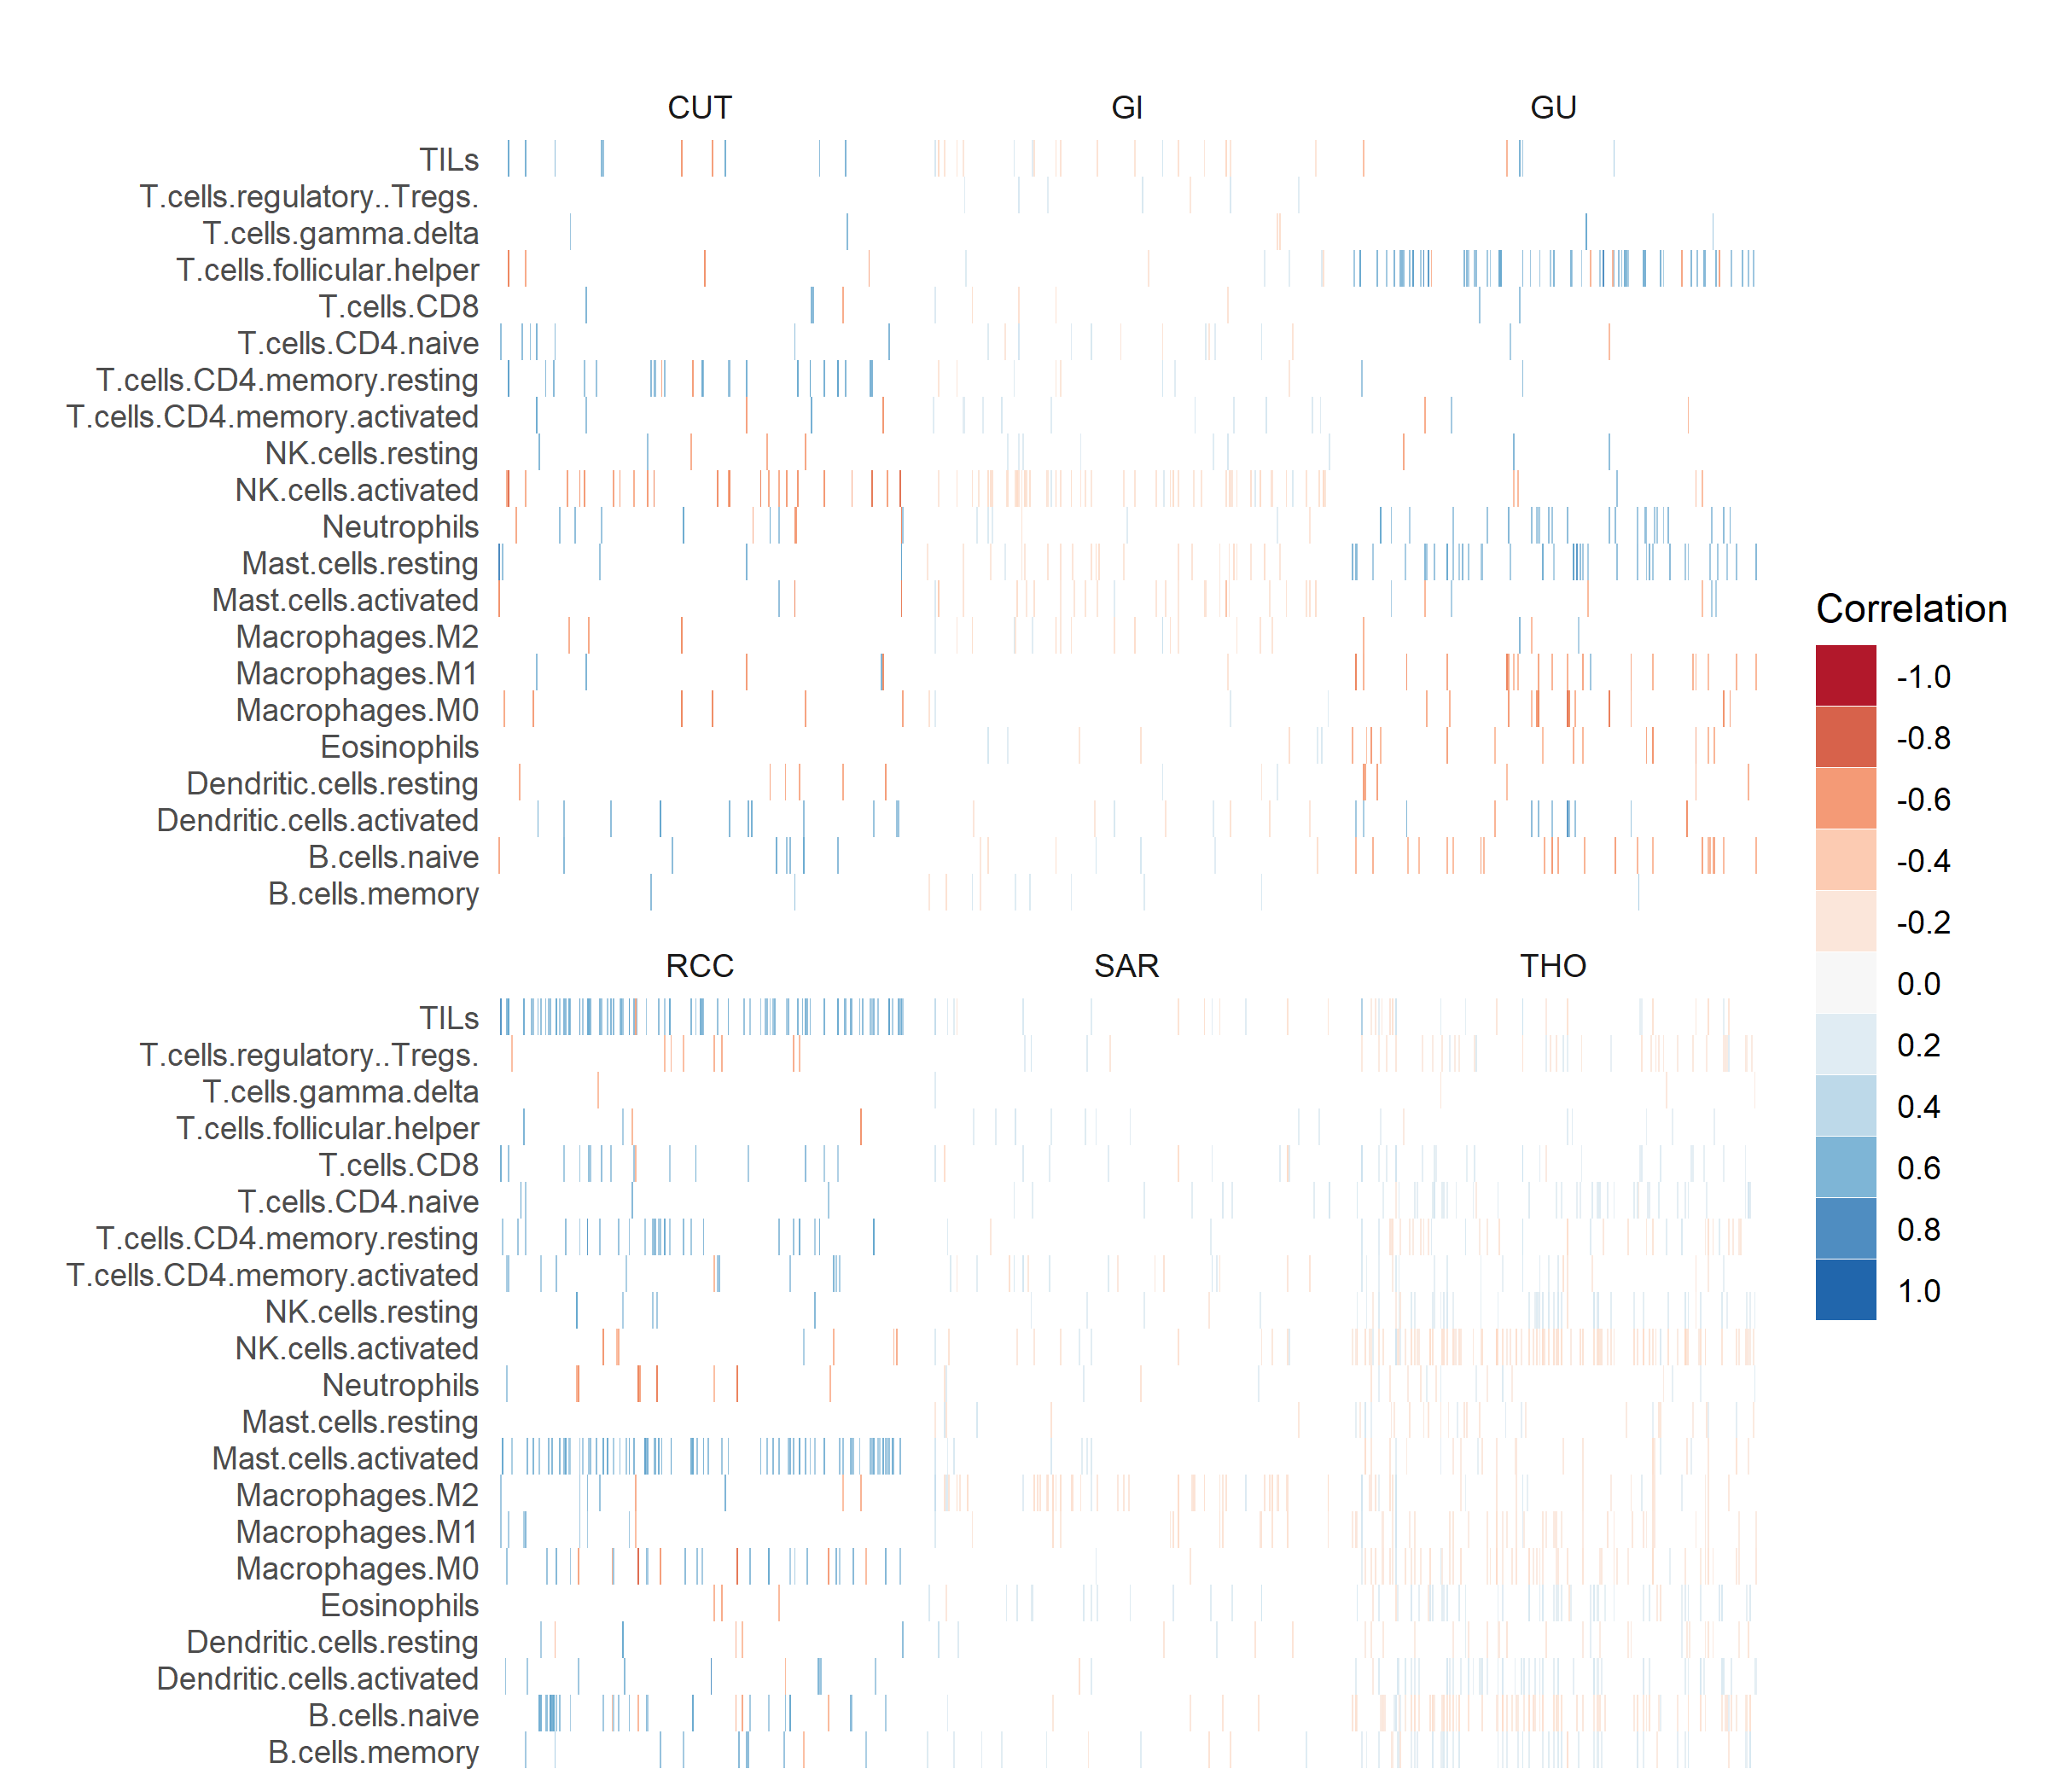 CUT GI GU
TILs
T.cells.regulatory..Tregs.
T.cells.gamma.delta
T.cells.follicular.helper
T.cells.CD8
T.cells.CD4.naive
T.cells.CD4.memory.resting
T.cells.CD4.memory.activated
NK.cells.resting
NK.cells.activated
Neutrophils
Mast.cells.resting
Mast.cells.activated
Macrophages.M2
Macrophages.M1
Macrophages.M0
Eosinophils
Dendritic.cells.resting
Dendritic.cells.activated
B.cells.naive
B.cells.memory
RCC SAR THO
TILs
T.cells.regulatory..Tregs.
T.cells.gamma.delta
T.cells.follicular.helper
T.cells.CD8
T.cells.CD4.naive
T.cells.CD4.memory.resting
T.cells.CD4.memory.activated
NK.cells.resting
NK.cells.activated
Neutrophils
Mast.cells.resting
Mast.cells.activated
Macrophages.M2
Macrophages.M1
Macrophages.M0
Eosinophils
Dendritic.cells.resting
Dendritic.cells.activated
B.cells.naive
B.cells.memory
Correlation
-1.0
-0.8
-0.6
-0.4
-0.2
0.0
0.2
0.4
0.6
0.8
1.0